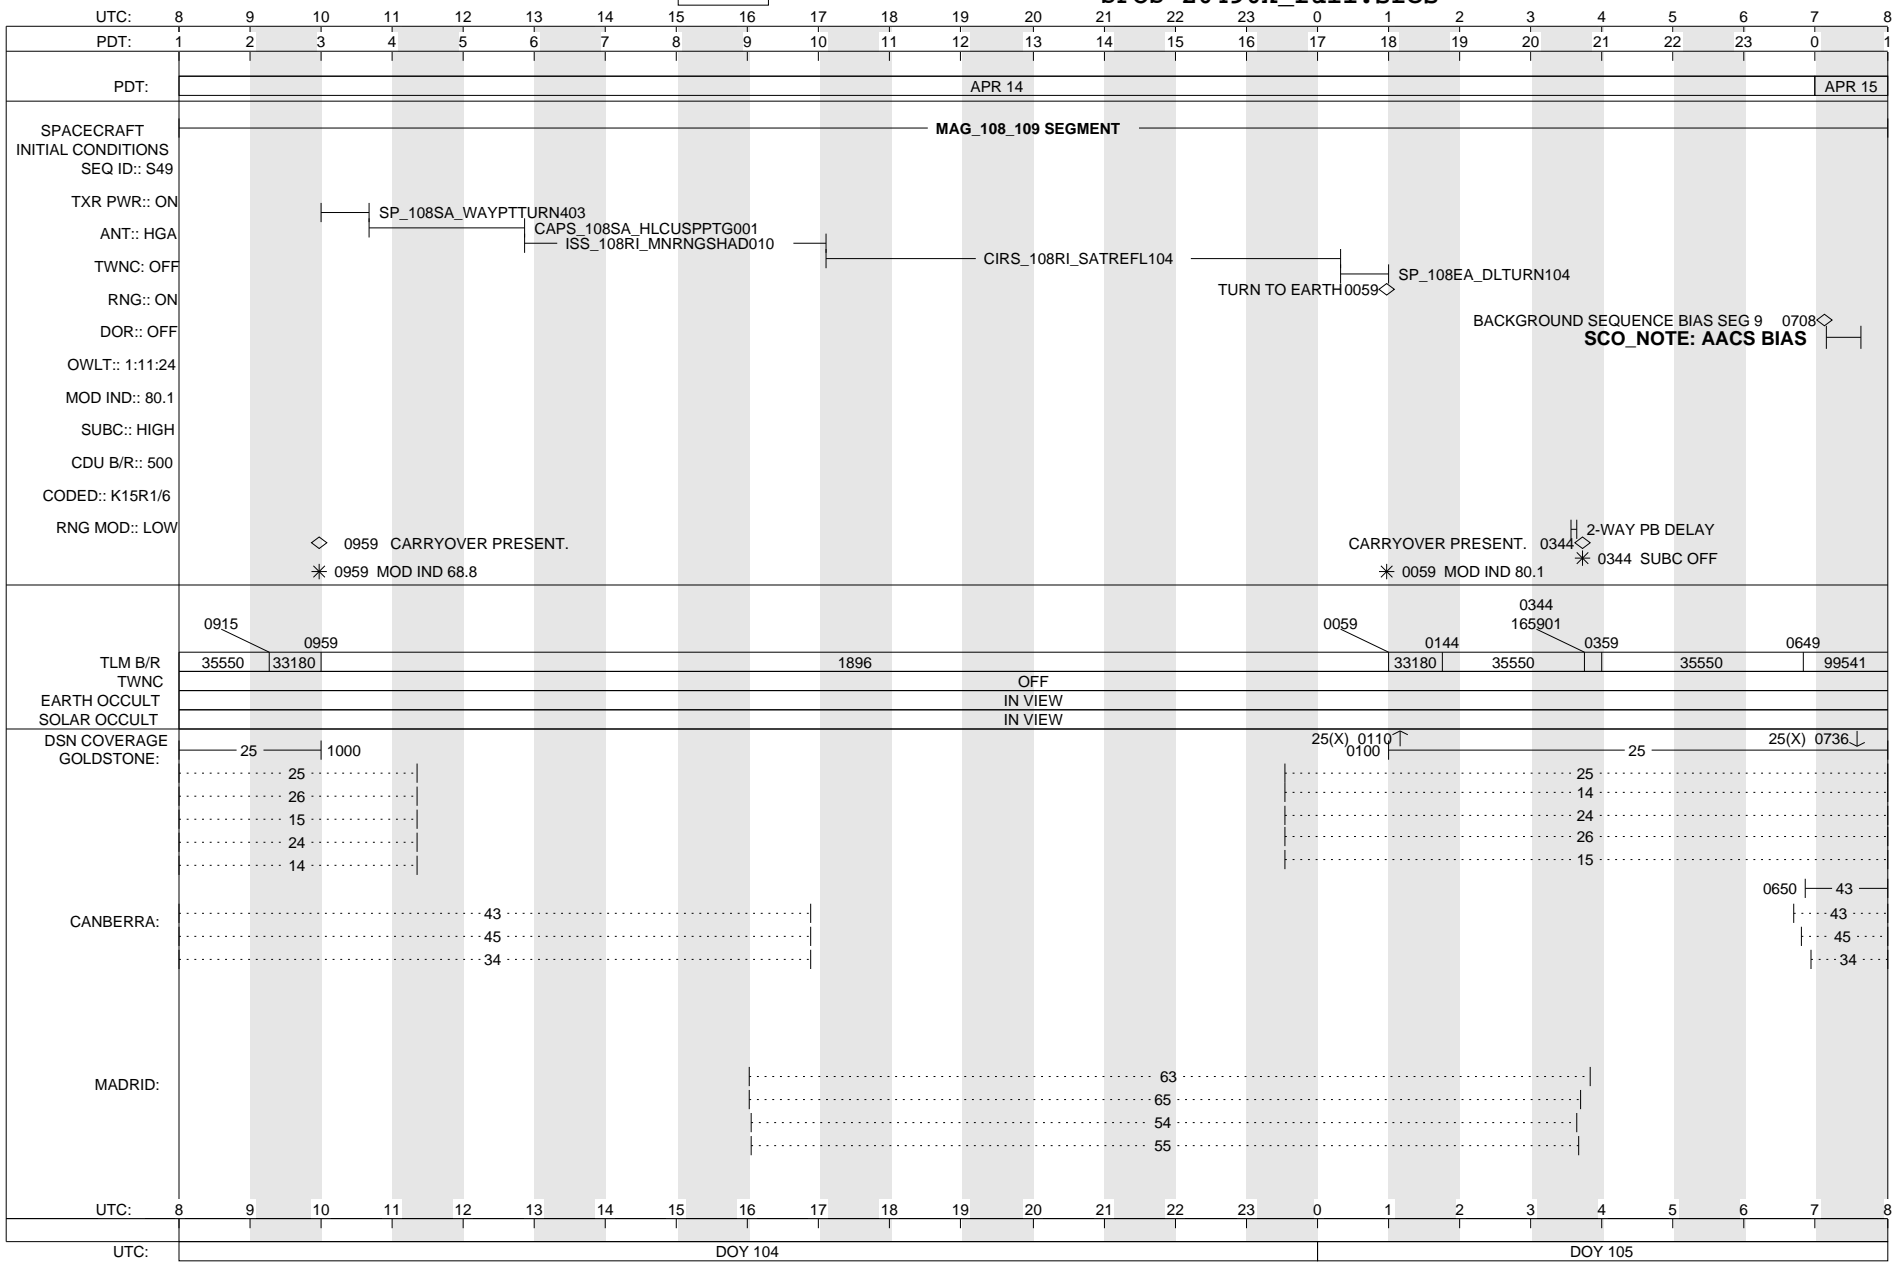 UTC: 8 9 10 11 12 13 14 15 16 17 18 19 20 21 22 23 0 1 2 3 4 5 6 7 8
PDT: 1 2 3 4 5 6 7 8 9 10 11 12 13 14 15 16 17 18 19 20 21 22 23 0 1
PDT: APR 14 APR 15
SPACECRAFT
INITIAL CONDITIONS
SEQ ID:: S49
TXR PWR:: ON
ANT:: HGA
TWNC: OFF
RNG:: ON
DOR:: OFF
OWLT:: 1:11:24
MOD IND:: 80.1
SUBC:: HIGH
CDU B/R:: 500
CODED:: K15R1/6
RNG MOD:: LOW
MAG_108_109 SEGMENT
SP_108SA_WAYPTTURN403
CAPS_108SA_HLCUSPPTG001
ISS_108RI_MNRNGSHAD010
CIRS_108RI_SATREFL104
SP_108EA_DLTURN104
TURN TO EARTH 0059
BACKGROUND SEQUENCE BIAS SEG 9 0708
SCO_NOTE: AACS BIAS
2-WAY PB DELAY
0959 CARRYOVER PRESENT.
CARRYOVER PRESENT. 0344
0344 SUBC OFF
0959 MOD IND 68.8
0059 MOD IND 80.1
0344
0915 0059 165901
0959 0144 0359 0649
TLM B/R 35550 33180 1896 33180 35550 35550 99541
TWNC OFF
EARTH OCCULT IN VIEW
SOLAR OCCULT IN VIEW
DSN COVERAGE
GOLDSTONE:
25(X) 0110 25(X) 0736
25 1000 0100 25
25 25
26 14
15 24
24 26
14 15
0650 43
CANBERRA:
43 43
45 45
34 34
MADRID:
63
65
54
55
UTC: 8 9 10 11 12 13 14 15 16 17 18 19 20 21 22 23 0 1 2 3 4 5 6 7 8
UTC: DOY 104 DOY 105